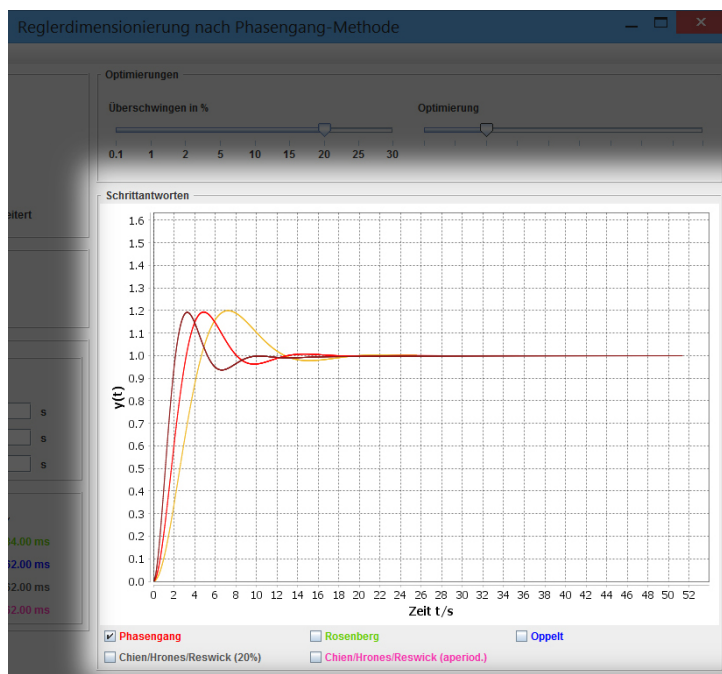 Reglerdimensionierung nach Phasengang-Methode
Optimierungen
Überschwingen in %
Optimierung
0.1 1 2 5 10 15 20 25 30
eitert
Schrittantworten
1.6
1.5
1.4
1.3
1.2
1.1
1.0
0.9
0.8
0.7
0.6
0.5
0.4
0.3
0.2
0.1
0.0
y(t)
0 2 4 6 8 10 12 14 16 18 20 22 24 26 28 30 32 34 36 38 40 42 44 46 48 50 52
Zeit t/s
s
s
s
4.00 ms
2.00 ms
2.00 ms
2.00 ms
Phasengang
Rosenberg
Oppelt
Chien/Hrones/Reswick (20%)
Chien/Hrones/Reswick (aperiod.)